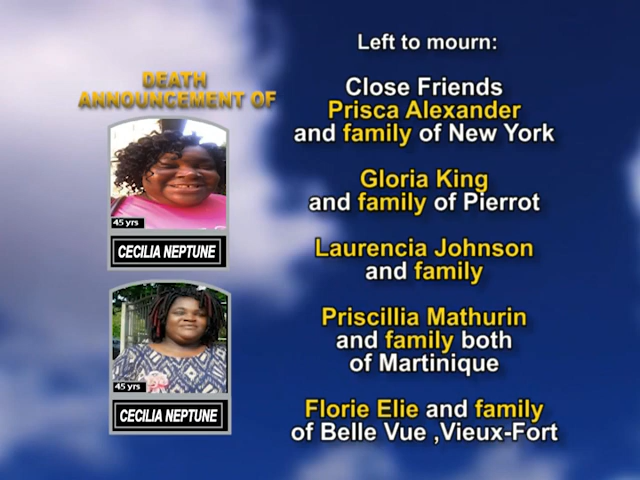 DEATH
ANNOUNCEMENT OF
45 yrs
CECILIA NEPTUNE
45 yrs
CECILIA NEPTUNE
Left to mourn:
Close Friends
Prisca Alexander
and family of New York
Gloria King
and family of Pierrot
Laurencia Johnson
and family
Priscillia Mathurin
and family both
of Martinique
Florie Elie and family
of Belle Vue ,Vieux-Fort